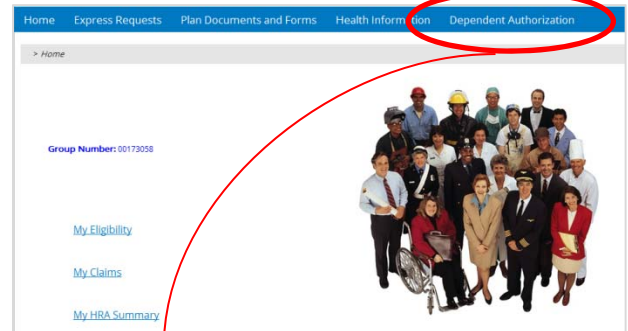 Home Express Requests Plan Documents and Forms Health Information Dependent Authorization
> Home
Group Number: 00173058
My Eligibility
My Claims
My HRA Summary